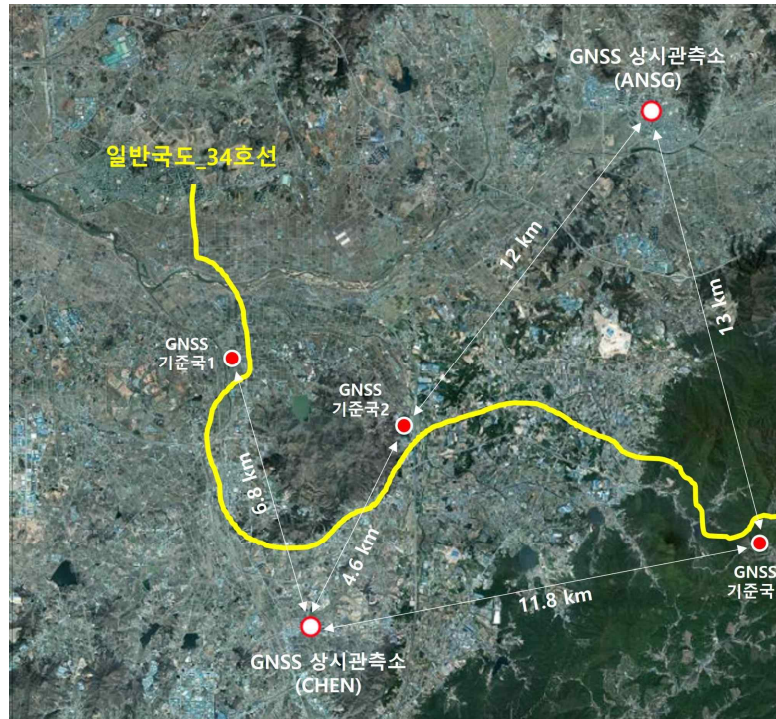 GNSS 상시관측소
(ANSG)
일반국도_34호선
12 km
13 km
GNSS
기준국1
GNSS
기준국2
6.8 km
4.6 km
GNSS
기준국
11.8 km
GNSS 상시관측소
(CHEN)